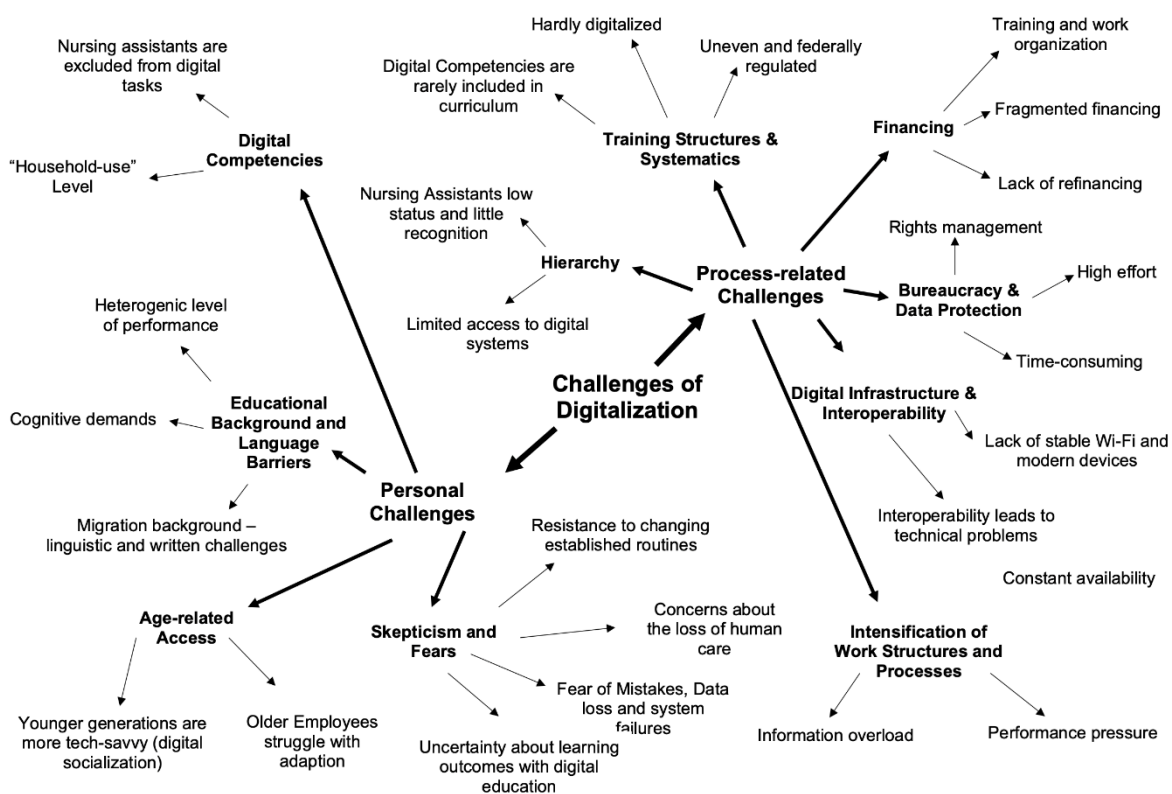 Hardly digitalized
Training and work
organization
Nursing assistants are
excluded from digital
tasks
Uneven and federally
regulated
Digital Competencies are
rarely included in
curriculum
Fragmented financing
Financing
Digital
Competencies
Training Structures &
Systematics
“Household-use”
Level
Lack of refinancing
Nursing Assistants low
status and little
recognition
Rights management
Hierarchy
Process-related
Challenges
High effort
Bureaucracy &
Data Protection
Heterogenic level
of performance
Limited access to digital
systems
Time-consuming
Challenges of
Digitalization
Digital Infrastructure &
Interoperability
Educational
Background and
Language
Barriers
Cognitive demands
Lack of stable Wi-Fi and
modern devices
Personal
Challenges
Migration background –
linguistic and written challenges
Resistance to changing
established routines
Interoperability leads to
technical problems
Constant availability
Age-related
Access
Skepticism and
Fears
Concerns about
the loss of human
care
Intensification of
Work Structures and
Processes
Younger generations are
more tech-savvy (digital
socialization)
Older Employees
struggle with
adaption
Fear of Mistakes, Data
loss and system
failures
Uncertainty about learning
outcomes with digital
education
Information overload
Performance pressure